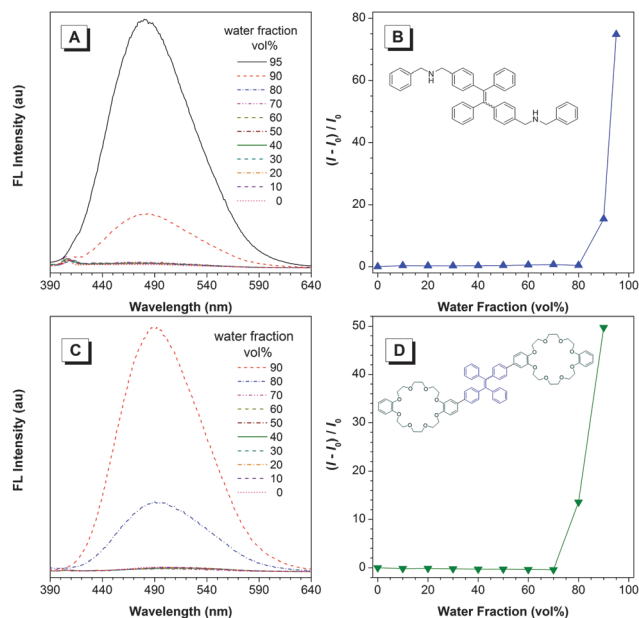 A
water fraction
vol%
95
90
80
70
60
50
40
30
20
10
0
FL Intensity (au)
390 440 490 540 590 640
Wavelength (nm)
B
80
60
40
20
0
(I - I0) / I0
H
N
N
H
0 20 40 60 80 100
Water Fraction (vol%)
C
water fraction
vol%
90
80
70
60
50
40
30
20
10
0
FL Intensity (au)
390 440 490 540 590 640
Wavelength (nm)
D
50
40
30
20
10
0
(I - I0) / I0
O O O O
O O O O
O O O O
O O O O
0 20 40 60 80 100
Water Fraction (vol%)